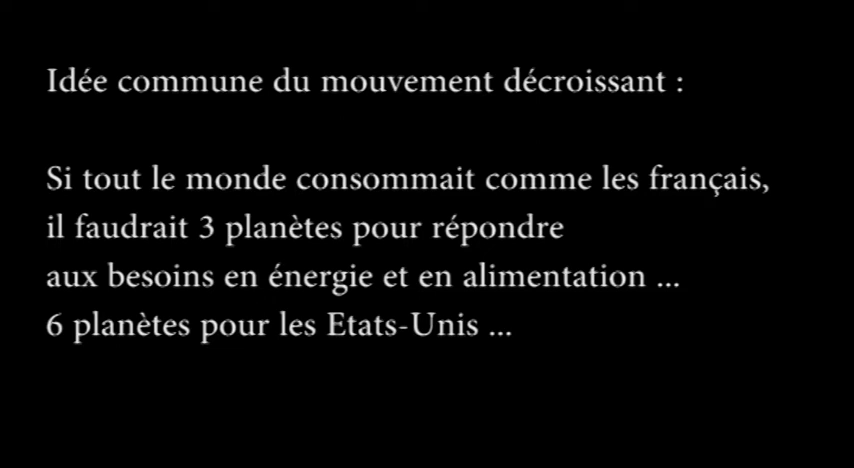 Idée commune du mouvement décroissant :
Si tout le monde consommait comme les français,
il faudrait 3 planètes pour répondre
aux besoins en énergie et en alimentation ...
6 planètes pour les Etats-Unis ...